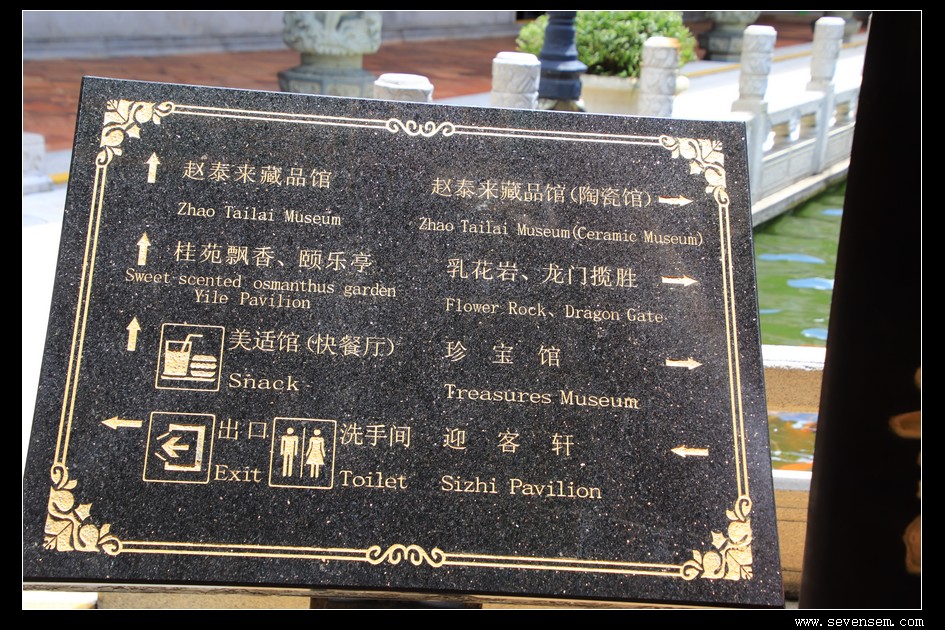 赵泰来藏品馆
Zhao Tailai Museum
桂苑飘香、颐乐亭
Sweet-scented osmanthus garden
Yile Pavilion
美适馆(快餐厅)
Snack
出口
Exit
洗手间
Toilet
赵泰来藏品馆(陶瓷馆)
Zhao Tailai Museum(Ceramic Museum)
乳花岩、龙门揽胜
Flower Rock、Dragon Gate
珍宝馆
Treasures Museum
迎客轩
Sizhi Pavilion
www.sevensem.com